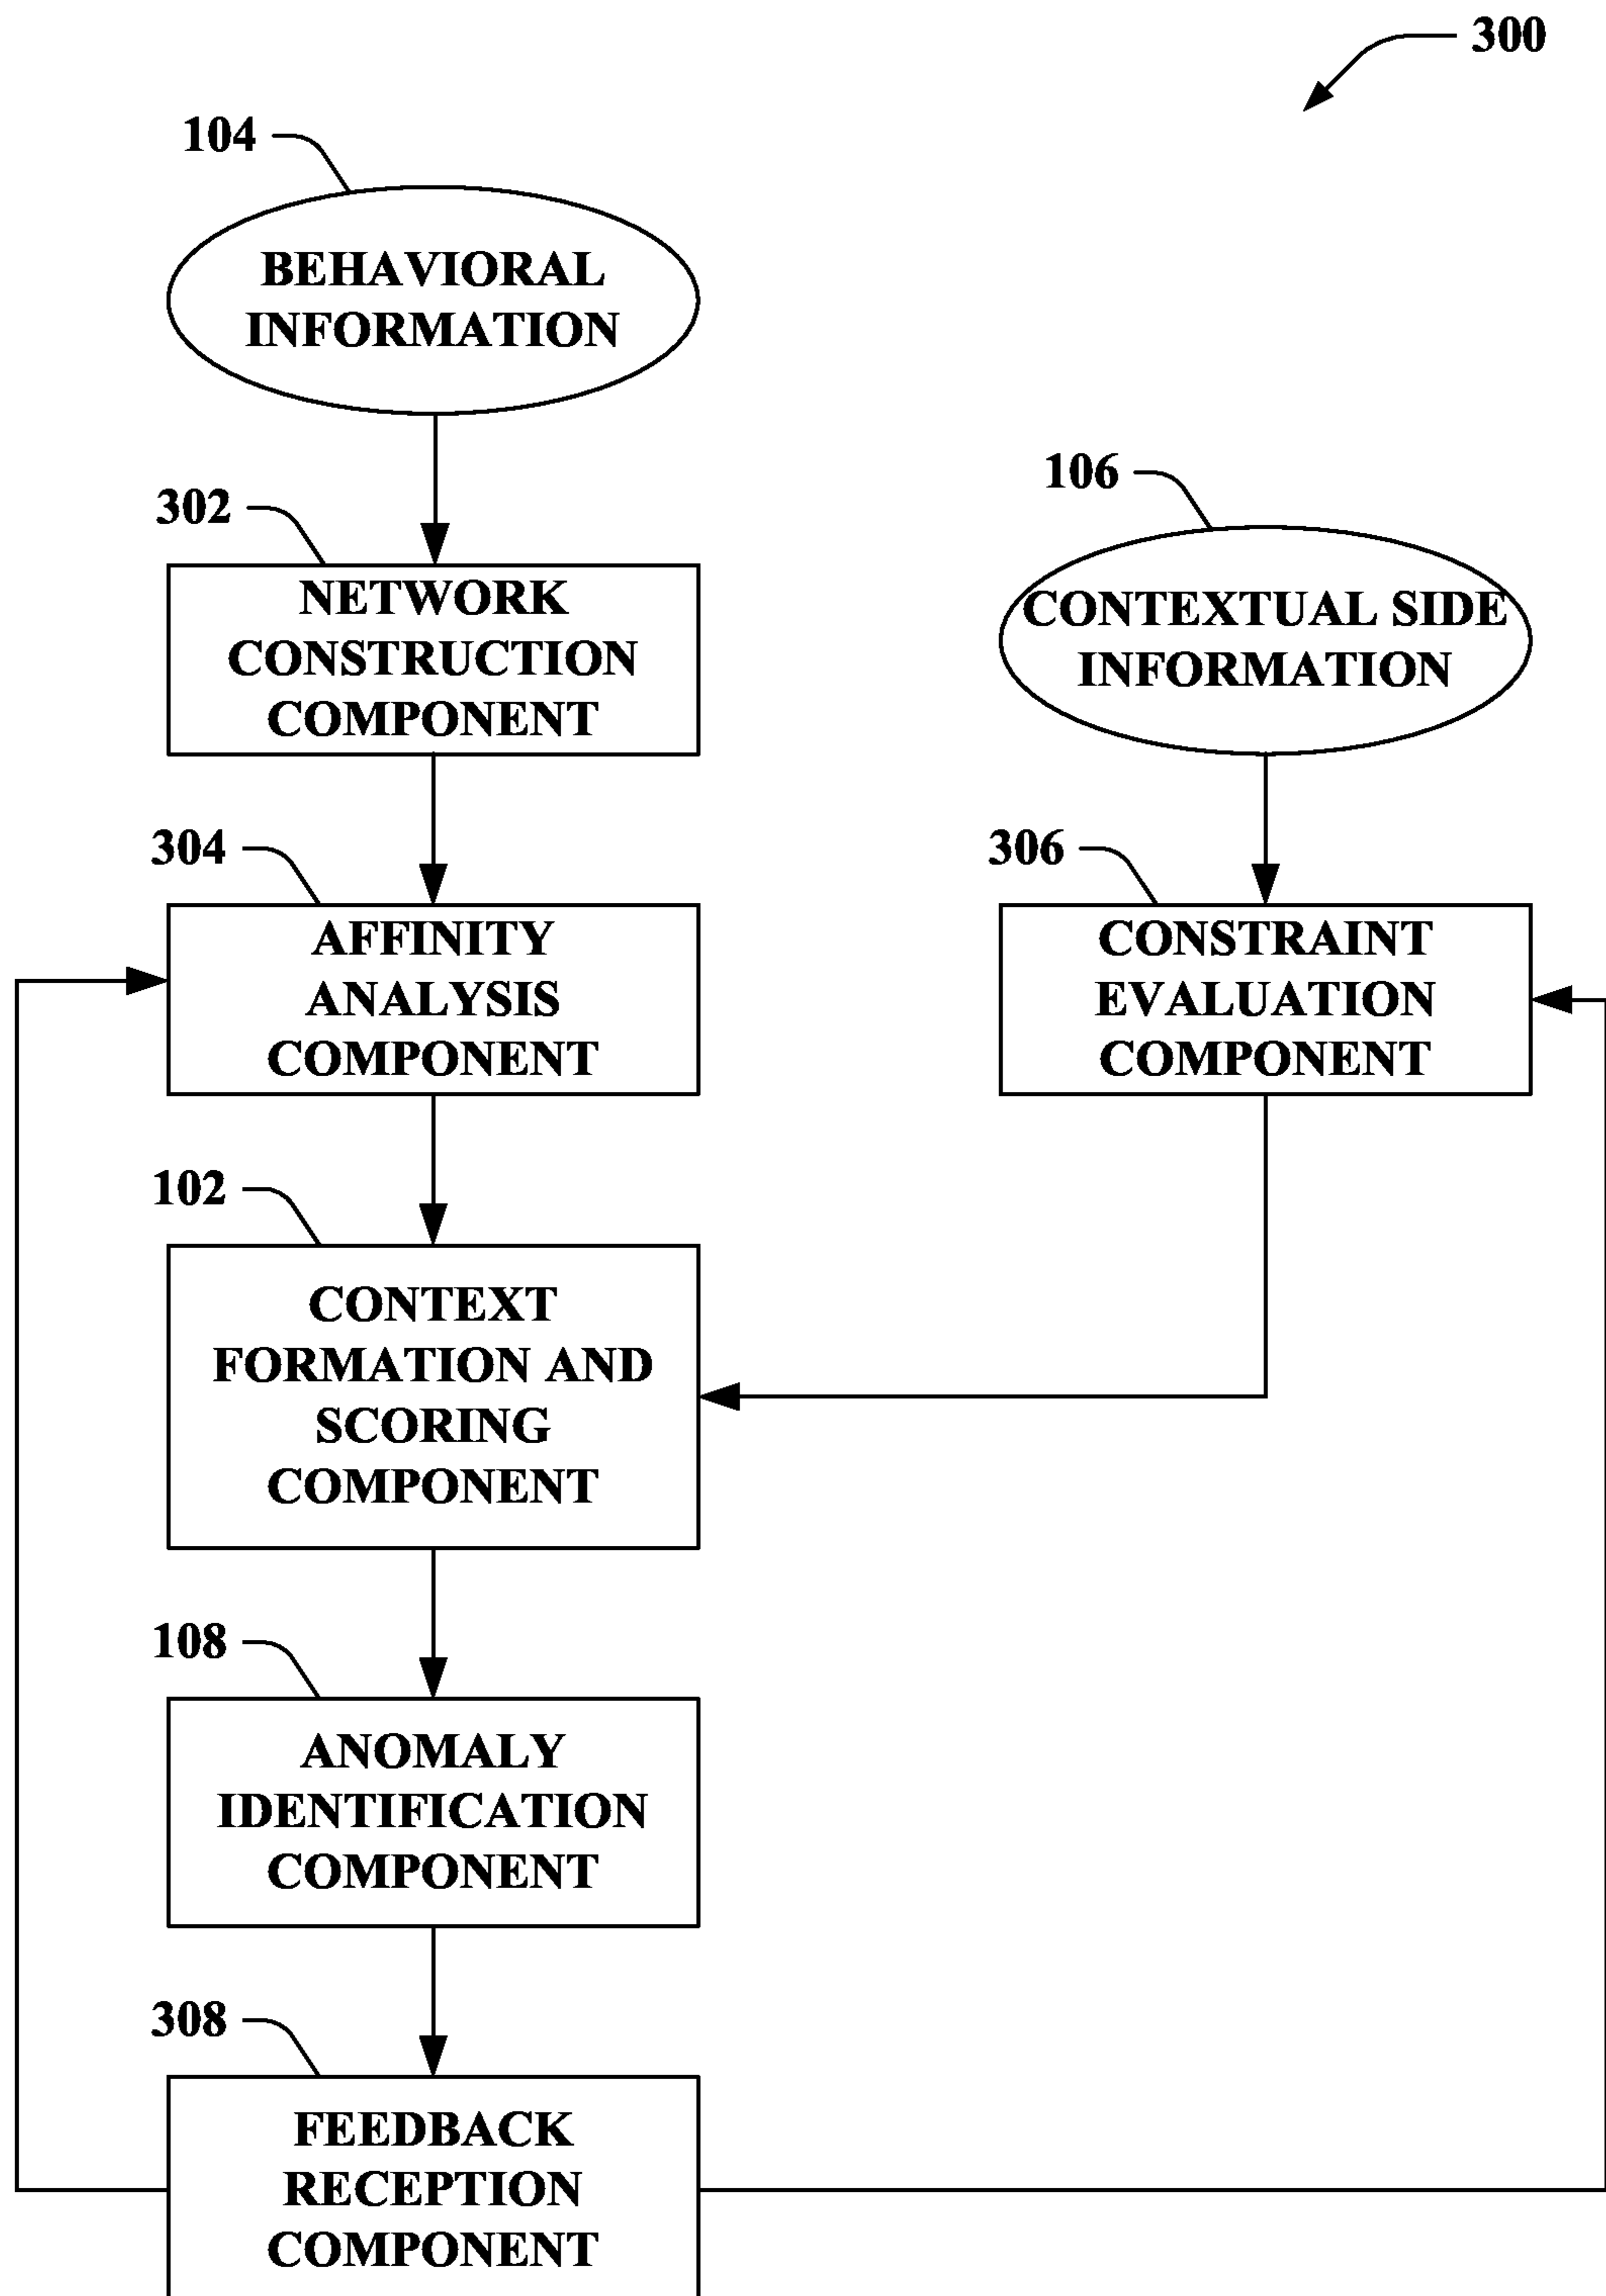 300
104
BEHAVIORAL
INFORMATION
302
NETWORK
CONSTRUCTION
COMPONENT
106
CONTEXTUAL SIDE
INFORMATION
304
AFFINITY
ANALYSIS
COMPONENT
306
CONSTRAINT
EVALUATION
COMPONENT
102
CONTEXT
FORMATION AND
SCORING
COMPONENT
108
ANOMALY
IDENTIFICATION
COMPONENT
308
FEEDBACK
RECEPTION
COMPONENT